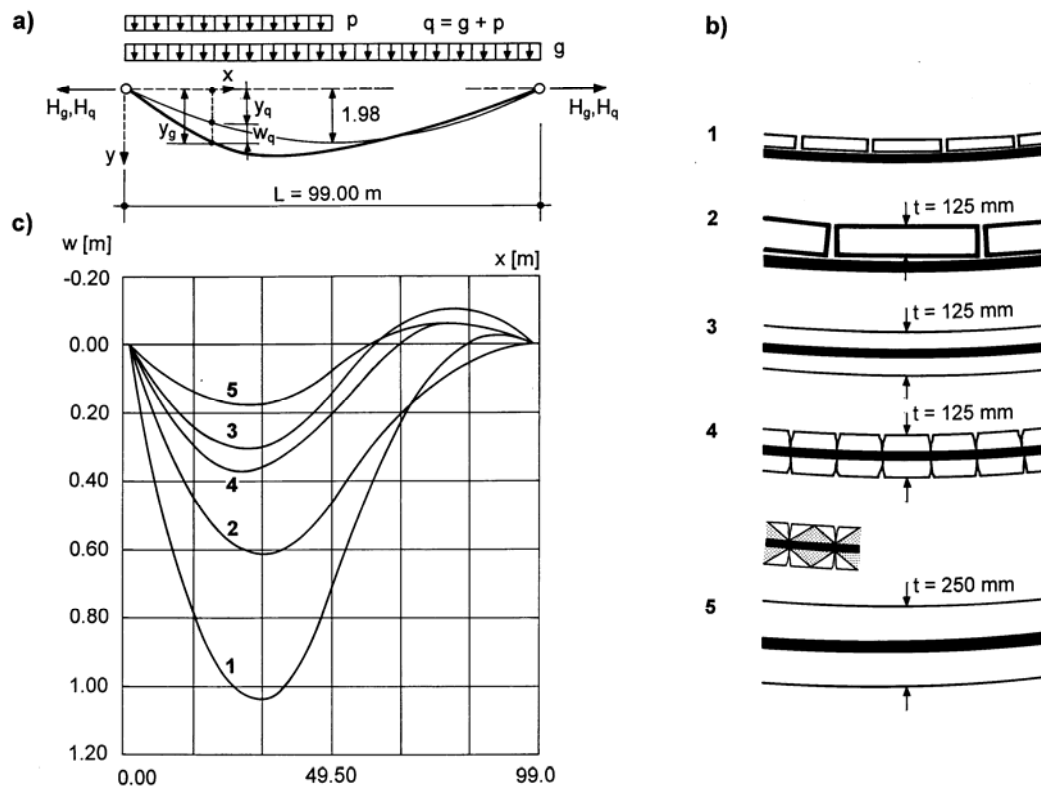 a)
p
q = g + p
g
x
H_g, H_q
y_g
y_q
w_q
1.98
H_g, H_q
y
L = 99.00 m
c)
w [m]
x [m]
-0.20
0.00
0.20
0.40
0.60
0.80
1.00
1.20
5
3
4
2
1
0.00
49.50
99.0
b)
1
2
t = 125 mm
3
t = 125 mm
4
t = 125 mm
5
t = 250 mm